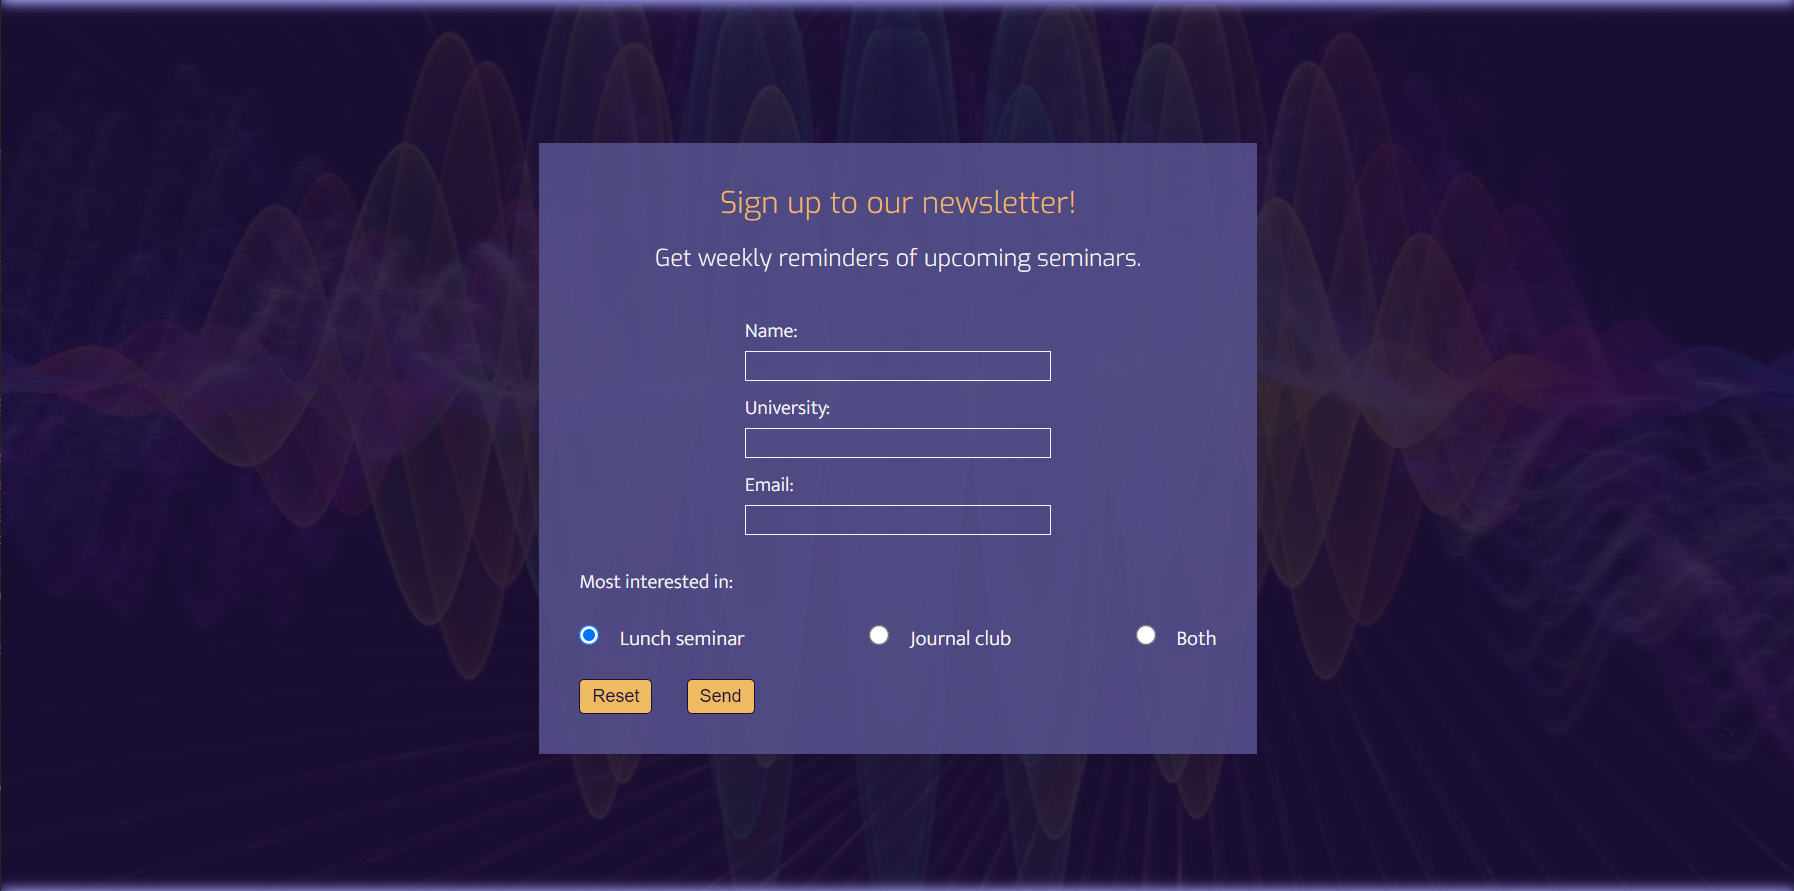 Sign up to our newsletter!
Get weekly reminders of upcoming seminars.
Name:
University:
Email:
Most interested in:
Lunch seminar Journal club Both
Reset Send